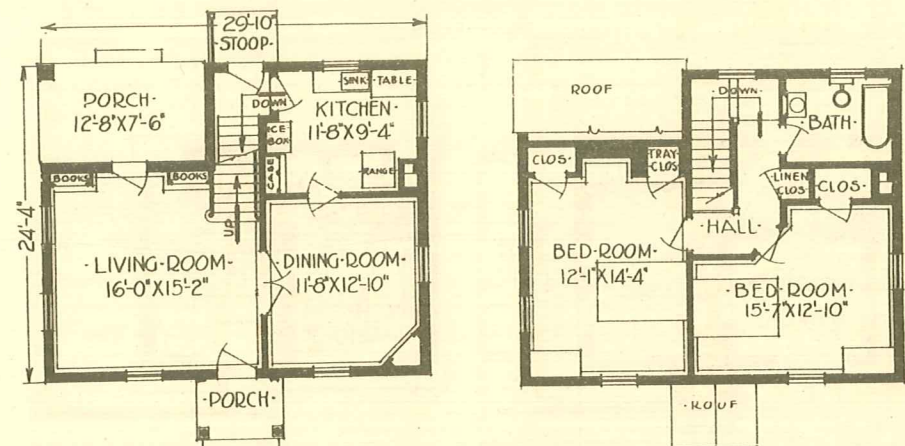 29'-10"
·STOOP·
PORCH·
12'-8"X7'-6"
·DOWN·
SINK
·TABLE·
KITCHEN·
11'-8"X9'-4"
ICE
BOX
RANGE
·BOOKS·
·BOOKS·
24'-4"
UP
·LIVING·ROOM·
16'-0"X15'-2"
·DINING·ROOM·
11'-8"X12'-10"
·PORCH·
ROOF
·DOWN·
·BATH·
CLOS·
TRAY·
CLOS·
LINEN
CLOS·
·CLOS·
·HALL·
BED·ROOM·
12'-1"X14'-4"
·BED·ROOM·
15'-7"X12'-10"
·ROOF